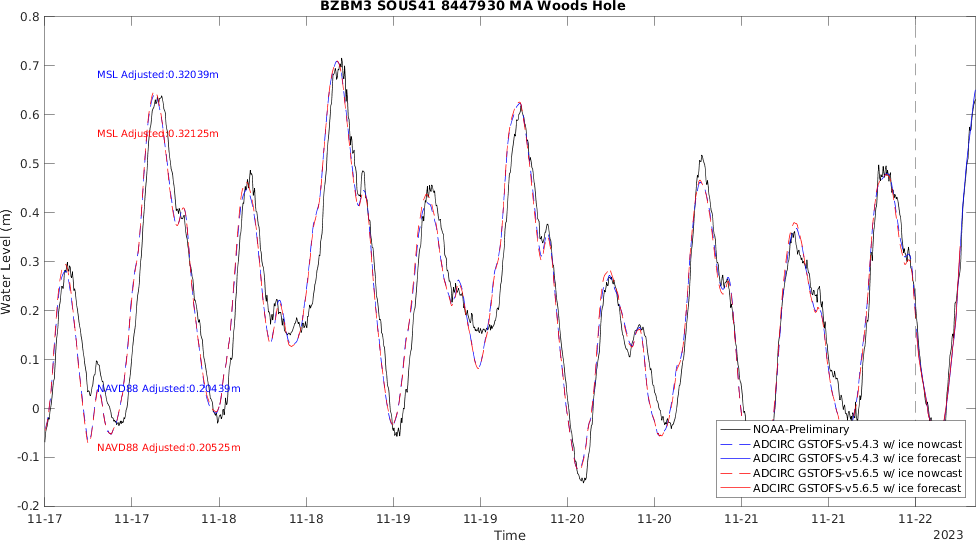 BZBM3 SOUS41 8447930 MA Woods Hole
0.8
0.7
0.6
0.5
0.4
0.3
0.2
0.1
0
-0.1
-0.2
Water Level (m)
MSL Adjusted:0.32039m
MSL Adjusted:0.32125m
NAVD88 Adjusted:0.20439m
NAVD88 Adjusted:0.20525m
NOAA-Preliminary
ADCIRC GSTOFS-v5.4.3 w/ ice nowcast
ADCIRC GSTOFS-v5.4.3 w/ ice forecast
ADCIRC GSTOFS-v5.6.5 w/ ice nowcast
ADCIRC GSTOFS-v5.6.5 w/ ice forecast
11-17 11-17 11-18 11-18 11-19 11-19 11-20 11-20 11-21 11-21 11-22
Time
2023